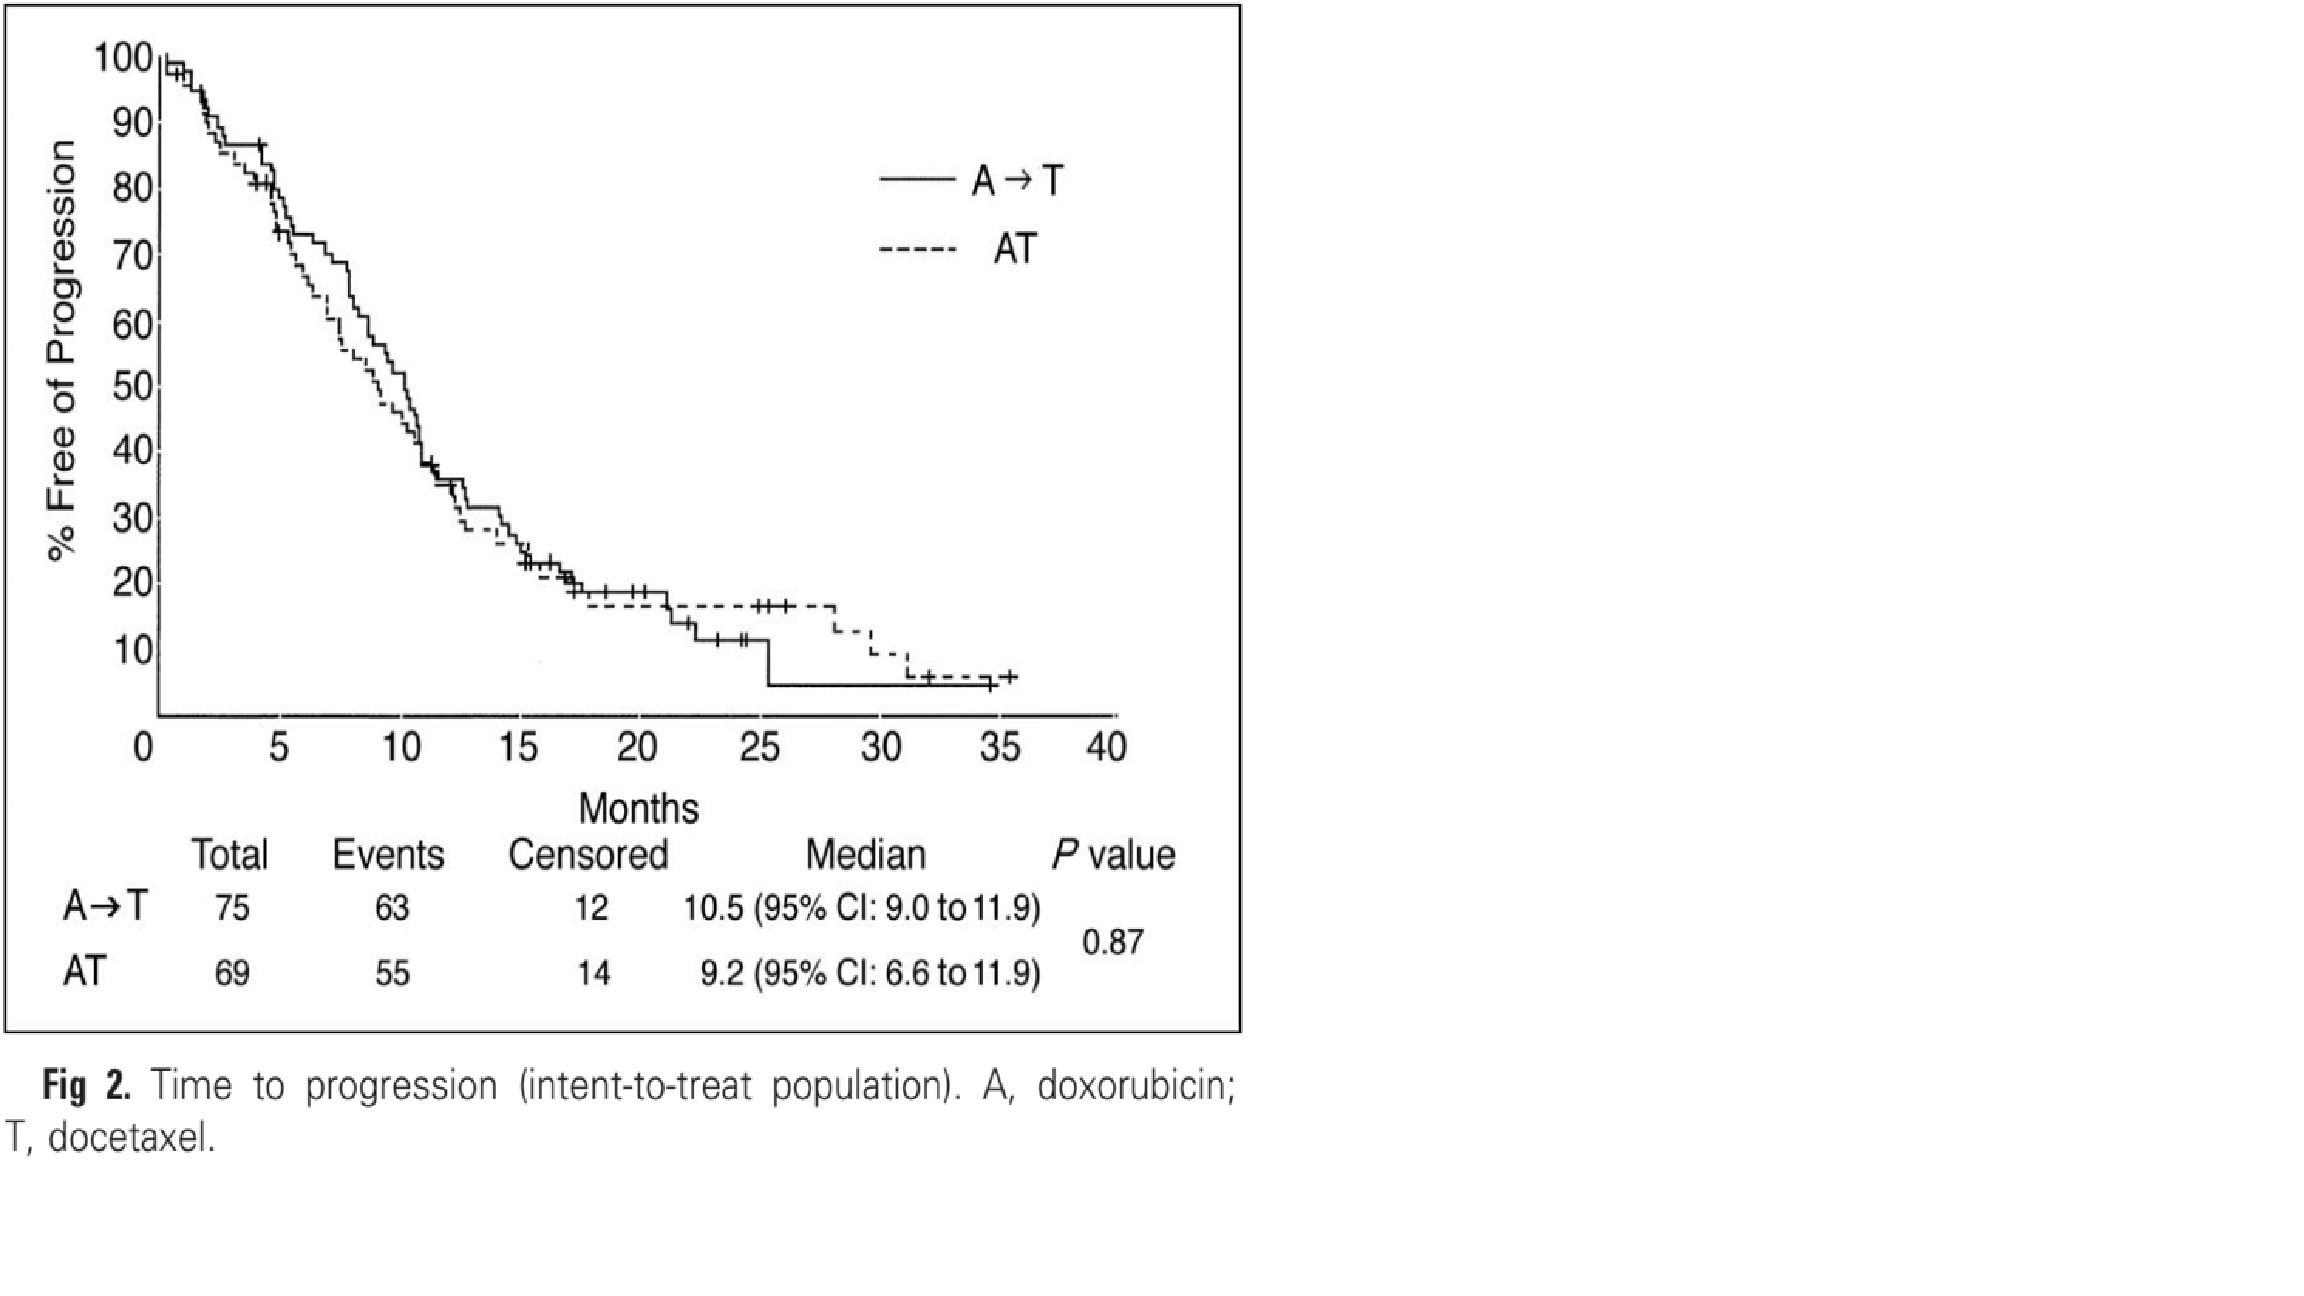 100
90
80
70
60
50
40
30
20
10
% Free of Progression
A → T
AT
0 5 10 15 20 25 30 35 40
Months
Total Events Censored Median P value
A→T 75 63 12 10.5 (95% CI: 9.0 to 11.9)
0.87
AT 69 55 14 9.2 (95% CI: 6.6 to 11.9)
Fig 2. Time to progression (intent-to-treat population). A, doxorubicin;
T, docetaxel.